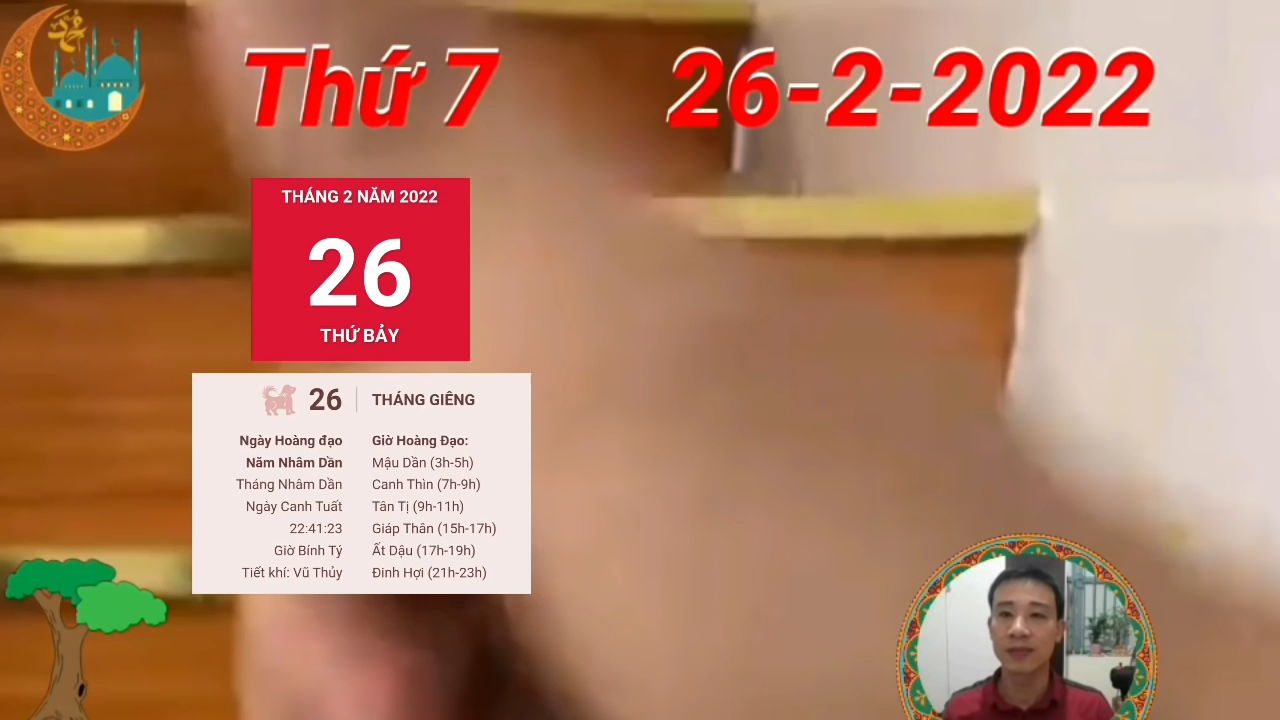 Thứ 7 26-2-2022
THÁNG 2 NĂM 2022
26
THỨ BẢY
26 THÁNG GIÊNG
Ngày Hoàng đạo
Năm Nhâm Dần
Tháng Nhâm Dần
Ngày Canh Tuất
22:41:23
Giờ Bính Tý
Tiết khí: Vũ Thủy
Giờ Hoàng Đạo:
Mậu Dần (3h-5h)
Canh Thìn (7h-9h)
Tân Tị (9h-11h)
Giáp Thân (15h-17h)
Ất Dậu (17h-19h)
Đinh Hợi (21h-23h)